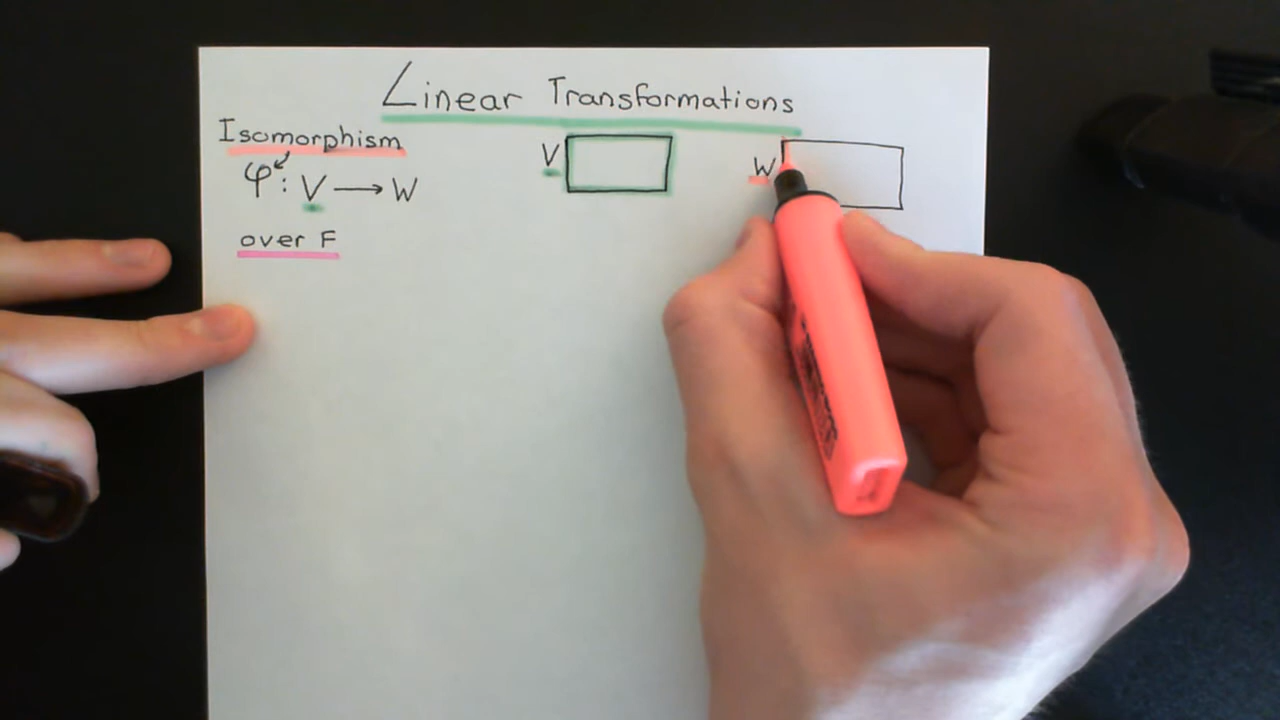 Linear Transformations
Isomorphism
φ: V → W
over F
V
W